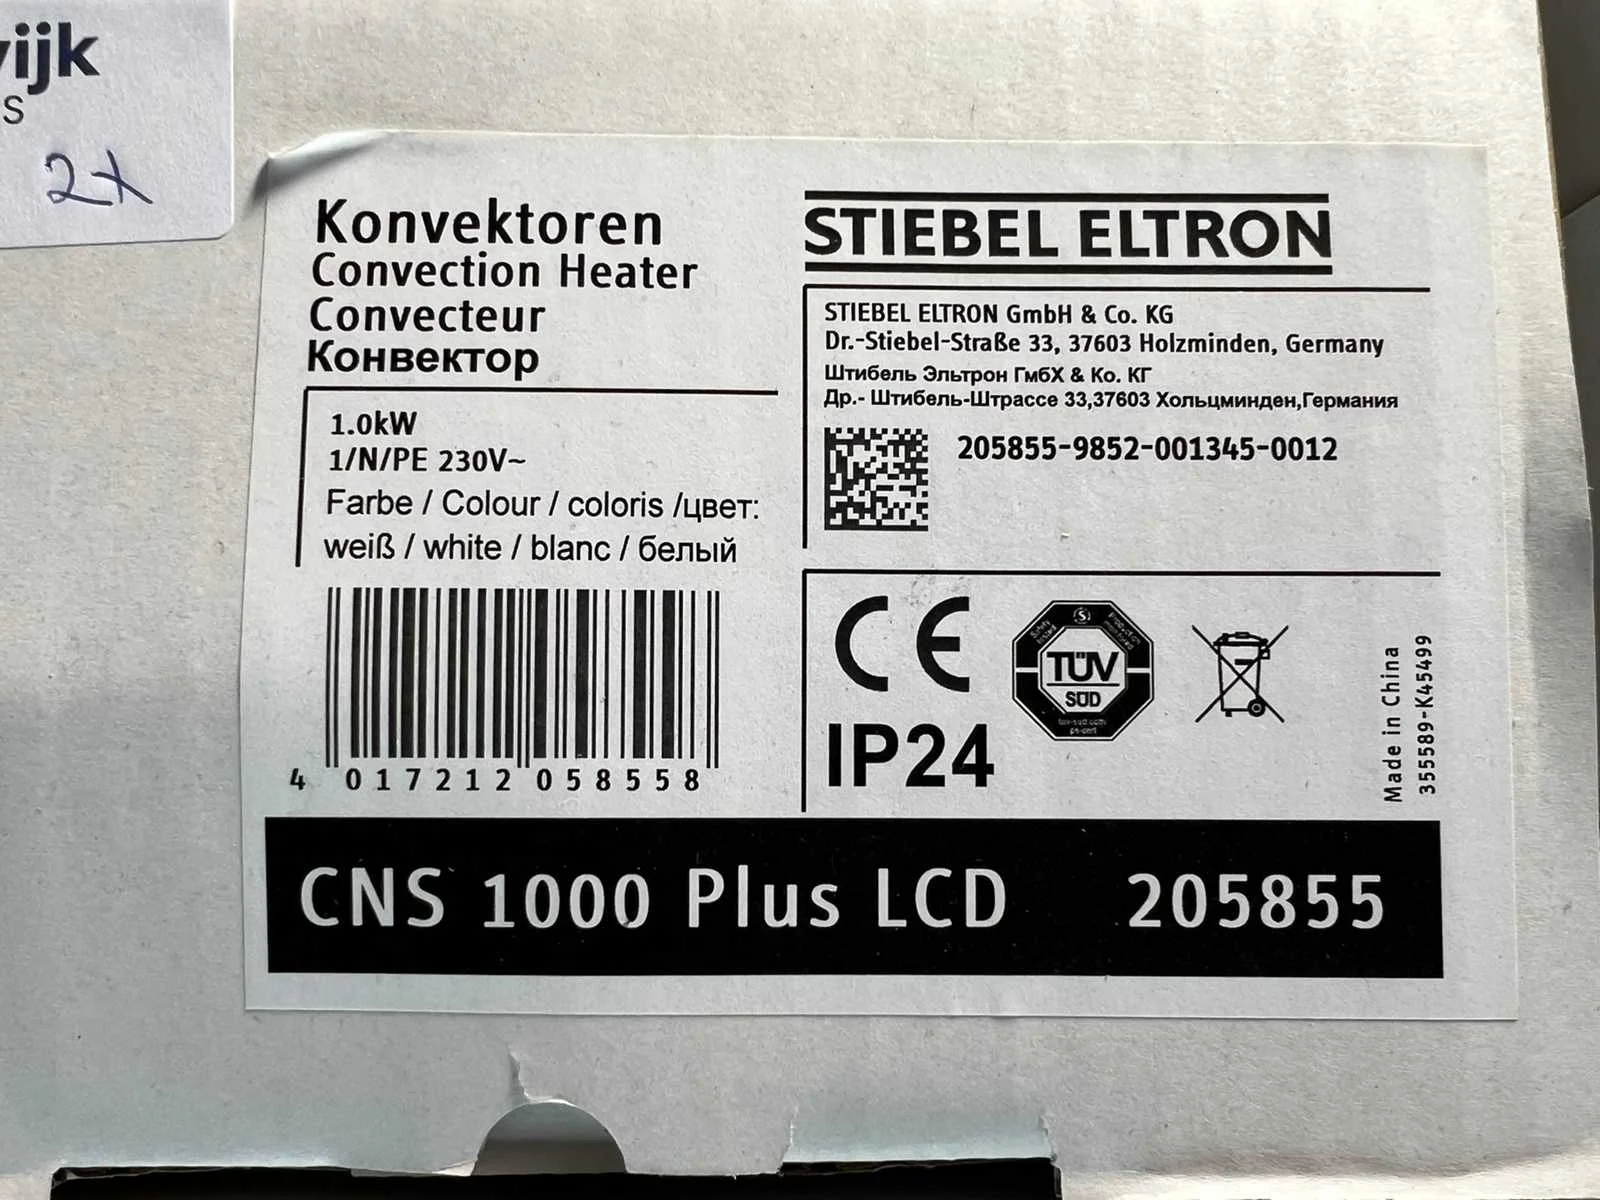 ijk
s
2x
Konvektoren
Convection Heater
Convecteur
Конвектор
1.0kW
1/N/PE 230V~
Farbe / Colour / coloris /цвет:
weiß / white / blanc / белый
4 017212 058558
STIEBEL ELTRON
STIEBEL ELTRON GmbH & Co. KG
Dr.-Stiebel-Straße 33, 37603 Holzminden, Germany
Штибель Эльтрон ГмбХ & Ко. КГ
Др.- Штибель-Штрассе 33,37603 Хольцминден,Германия
205855-9852-001345-0012
CE
TÜV
SÜD
IP24
Made in China
355589-K45499
CNS 1000 Plus LCD 205855